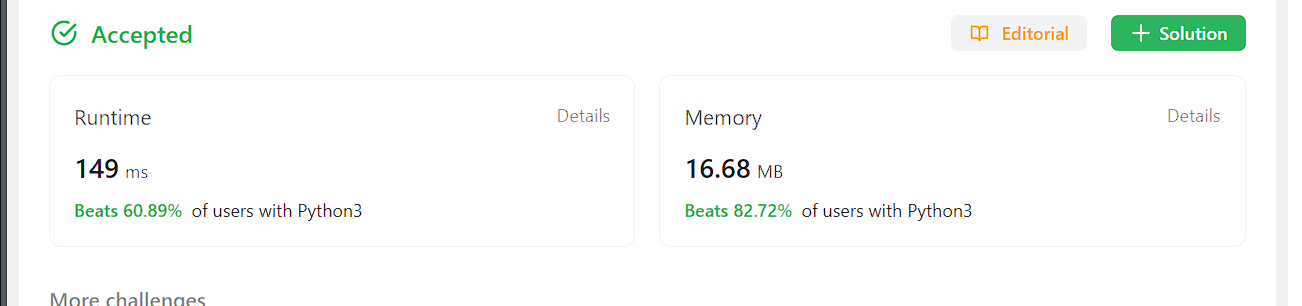 Accepted
Editorial
Solution
Runtime
Details
149 ms
Beats 60.89% of users with Python3
Memory
Details
16.68 MB
Beats 82.72% of users with Python3
More challenges